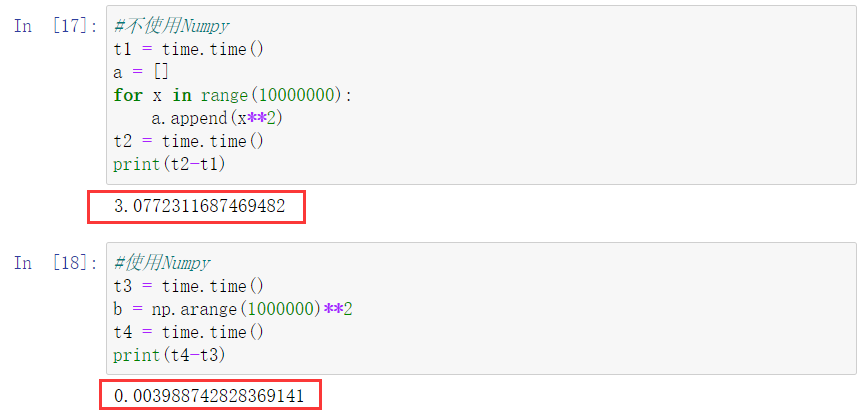 In [17]: #不使用Numpy
t1 = time.time()
a = []
for x in range(10000000):
    a.append(x**2)
t2 = time.time()
print(t2-t1)
3.0772311687469482
In [18]: #使用Numpy
t3 = time.time()
b = np.arange(1000000)**2
t4 = time.time()
print(t4-t3)
0.003988742828369141